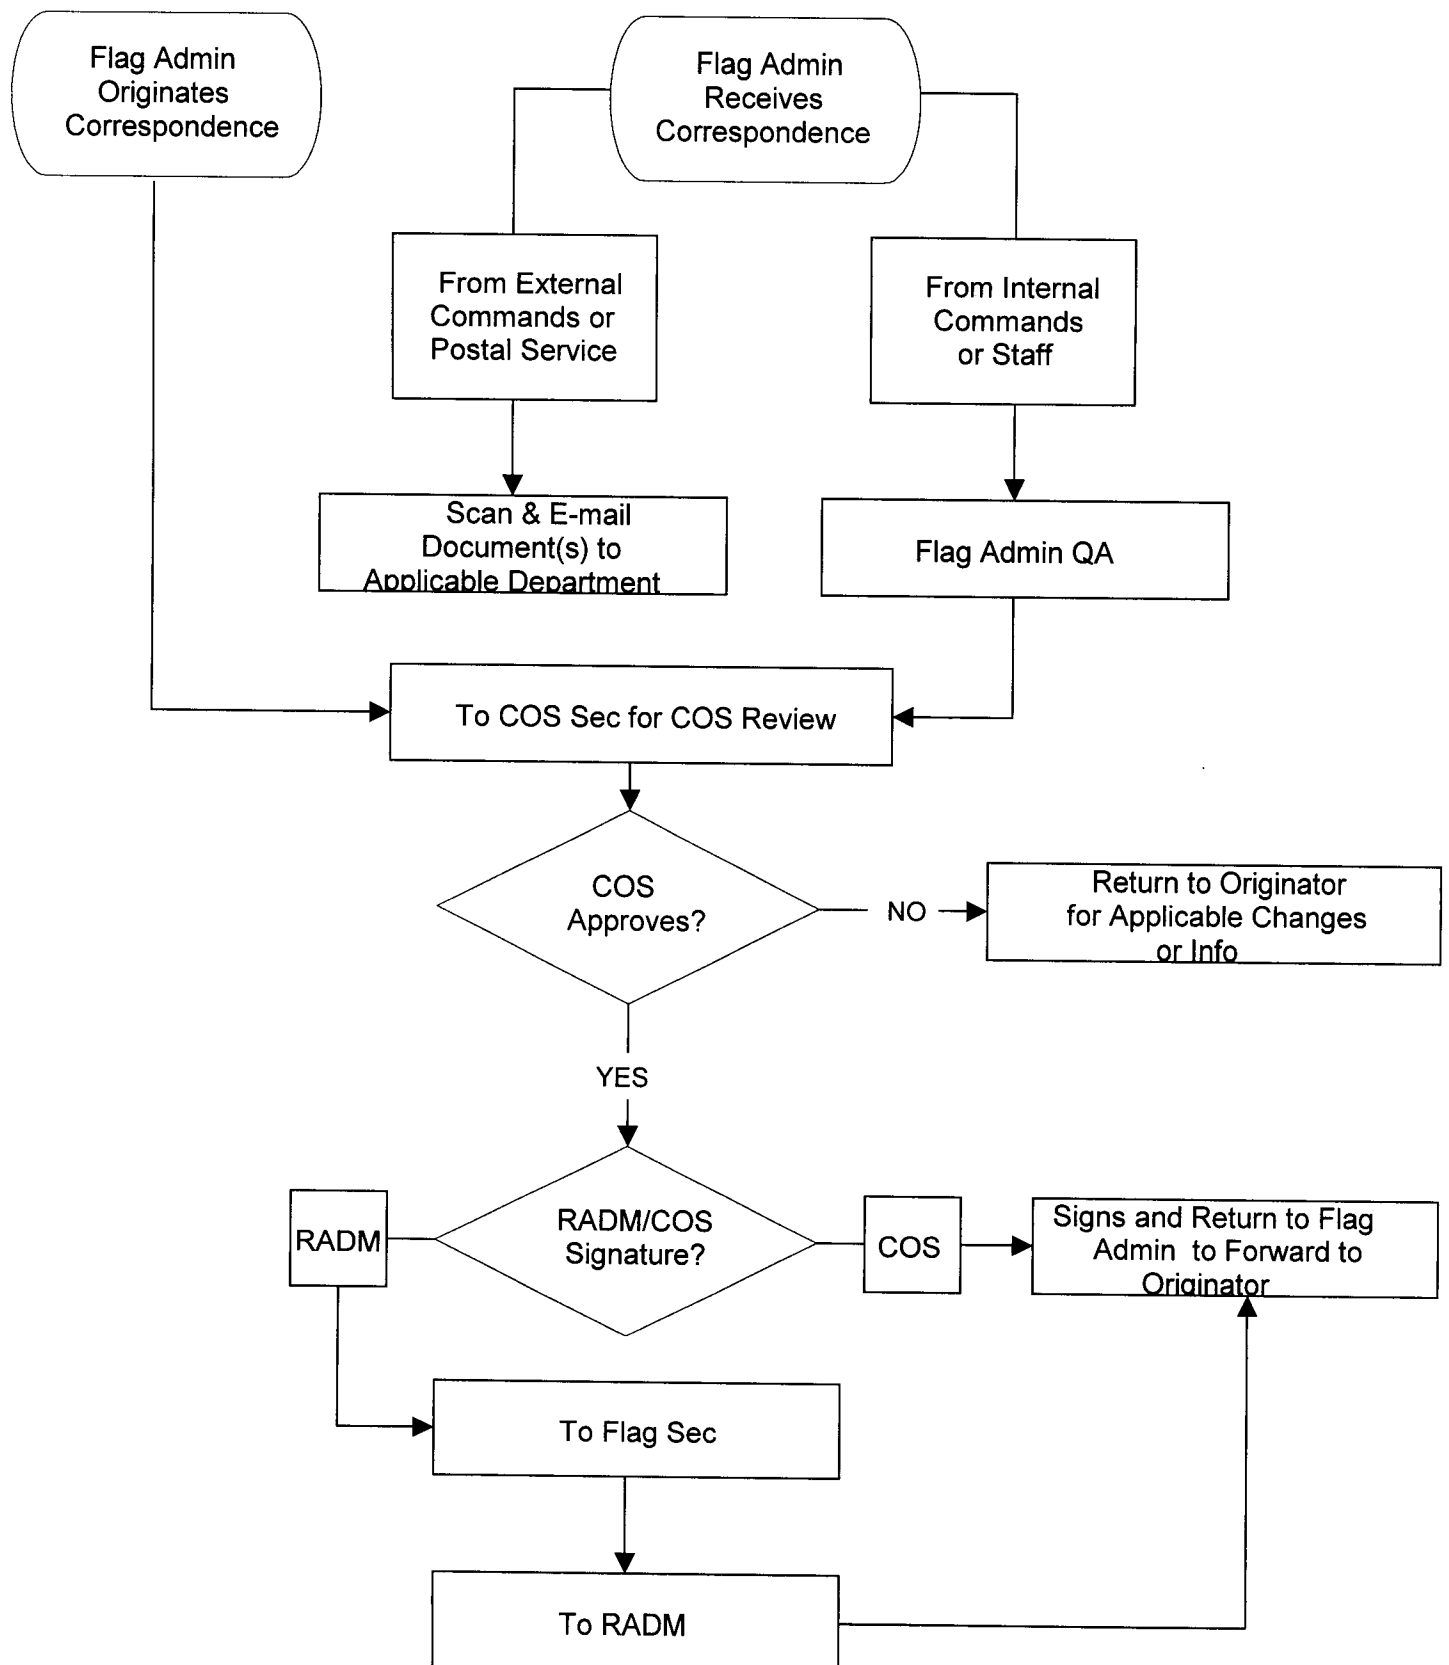 Flag Admin
Originates
Correspondence
Flag Admin
Receives
Correspondence
From External
Commands or
Postal Service
From Internal
Commands
or Staff
Scan & E-mail
Document(s) to
Applicable Department
Flag Admin QA
To COS Sec for COS Review
COS
Approves?
NO
Return to Originator
for Applicable Changes
or Info
YES
RADM
RADM/COS
Signature?
COS
Signs and Return to Flag
Admin to Forward to
Originator
To Flag Sec
To RADM